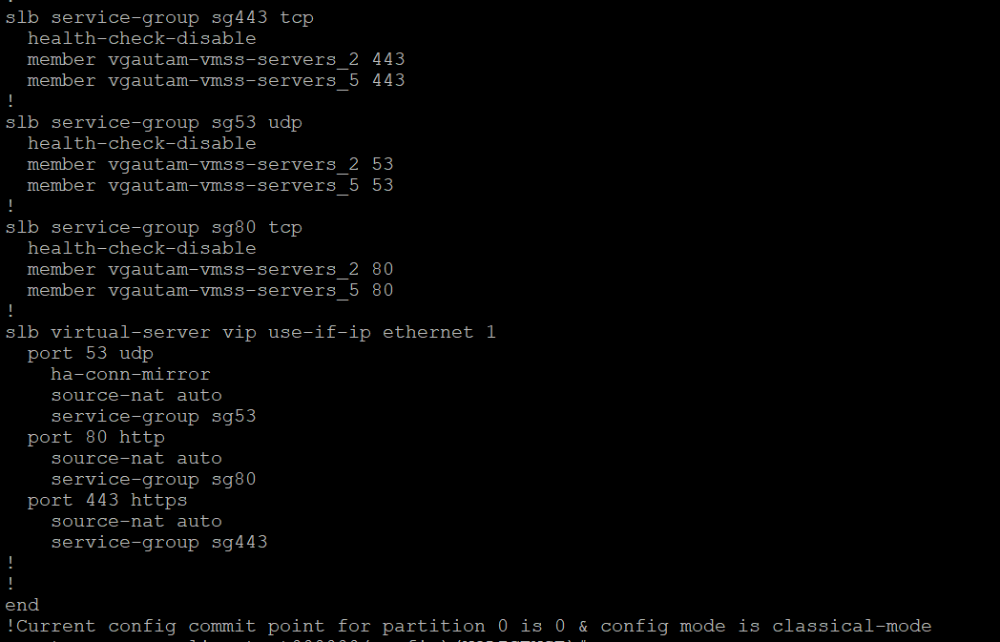 slb service-group sg443 tcp
health-check-disable
member vgautam-vmss-servers_2 443
member vgautam-vmss-servers_5 443
!
slb service-group sg53 udp
health-check-disable
member vgautam-vmss-servers_2 53
member vgautam-vmss-servers_5 53
!
slb service-group sg80 tcp
health-check-disable
member vgautam-vmss-servers_2 80
member vgautam-vmss-servers_5 80
!
slb virtual-server vip use-if-ip ethernet 1
port 53 udp
ha-conn-mirror
source-nat auto
service-group sg53
port 80 http
source-nat auto
service-group sg80
port 443 https
source-nat auto
service-group sg443
!
!
end
!Current config commit point for partition 0 is 0 & config mode is classical-mode